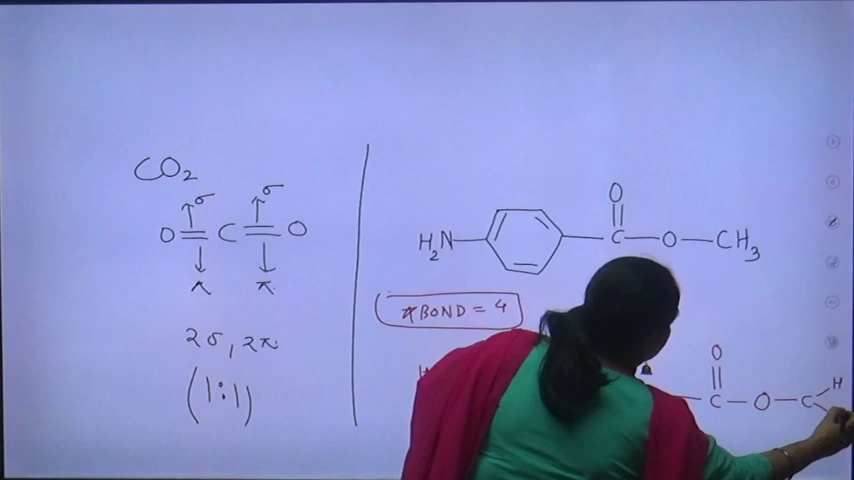 CO₂
σ σ
O=C=O
π π
2σ, 2π
(1:1)
O
H₂N C—O—CH₃
π BOND = 4
O
C—O—C H